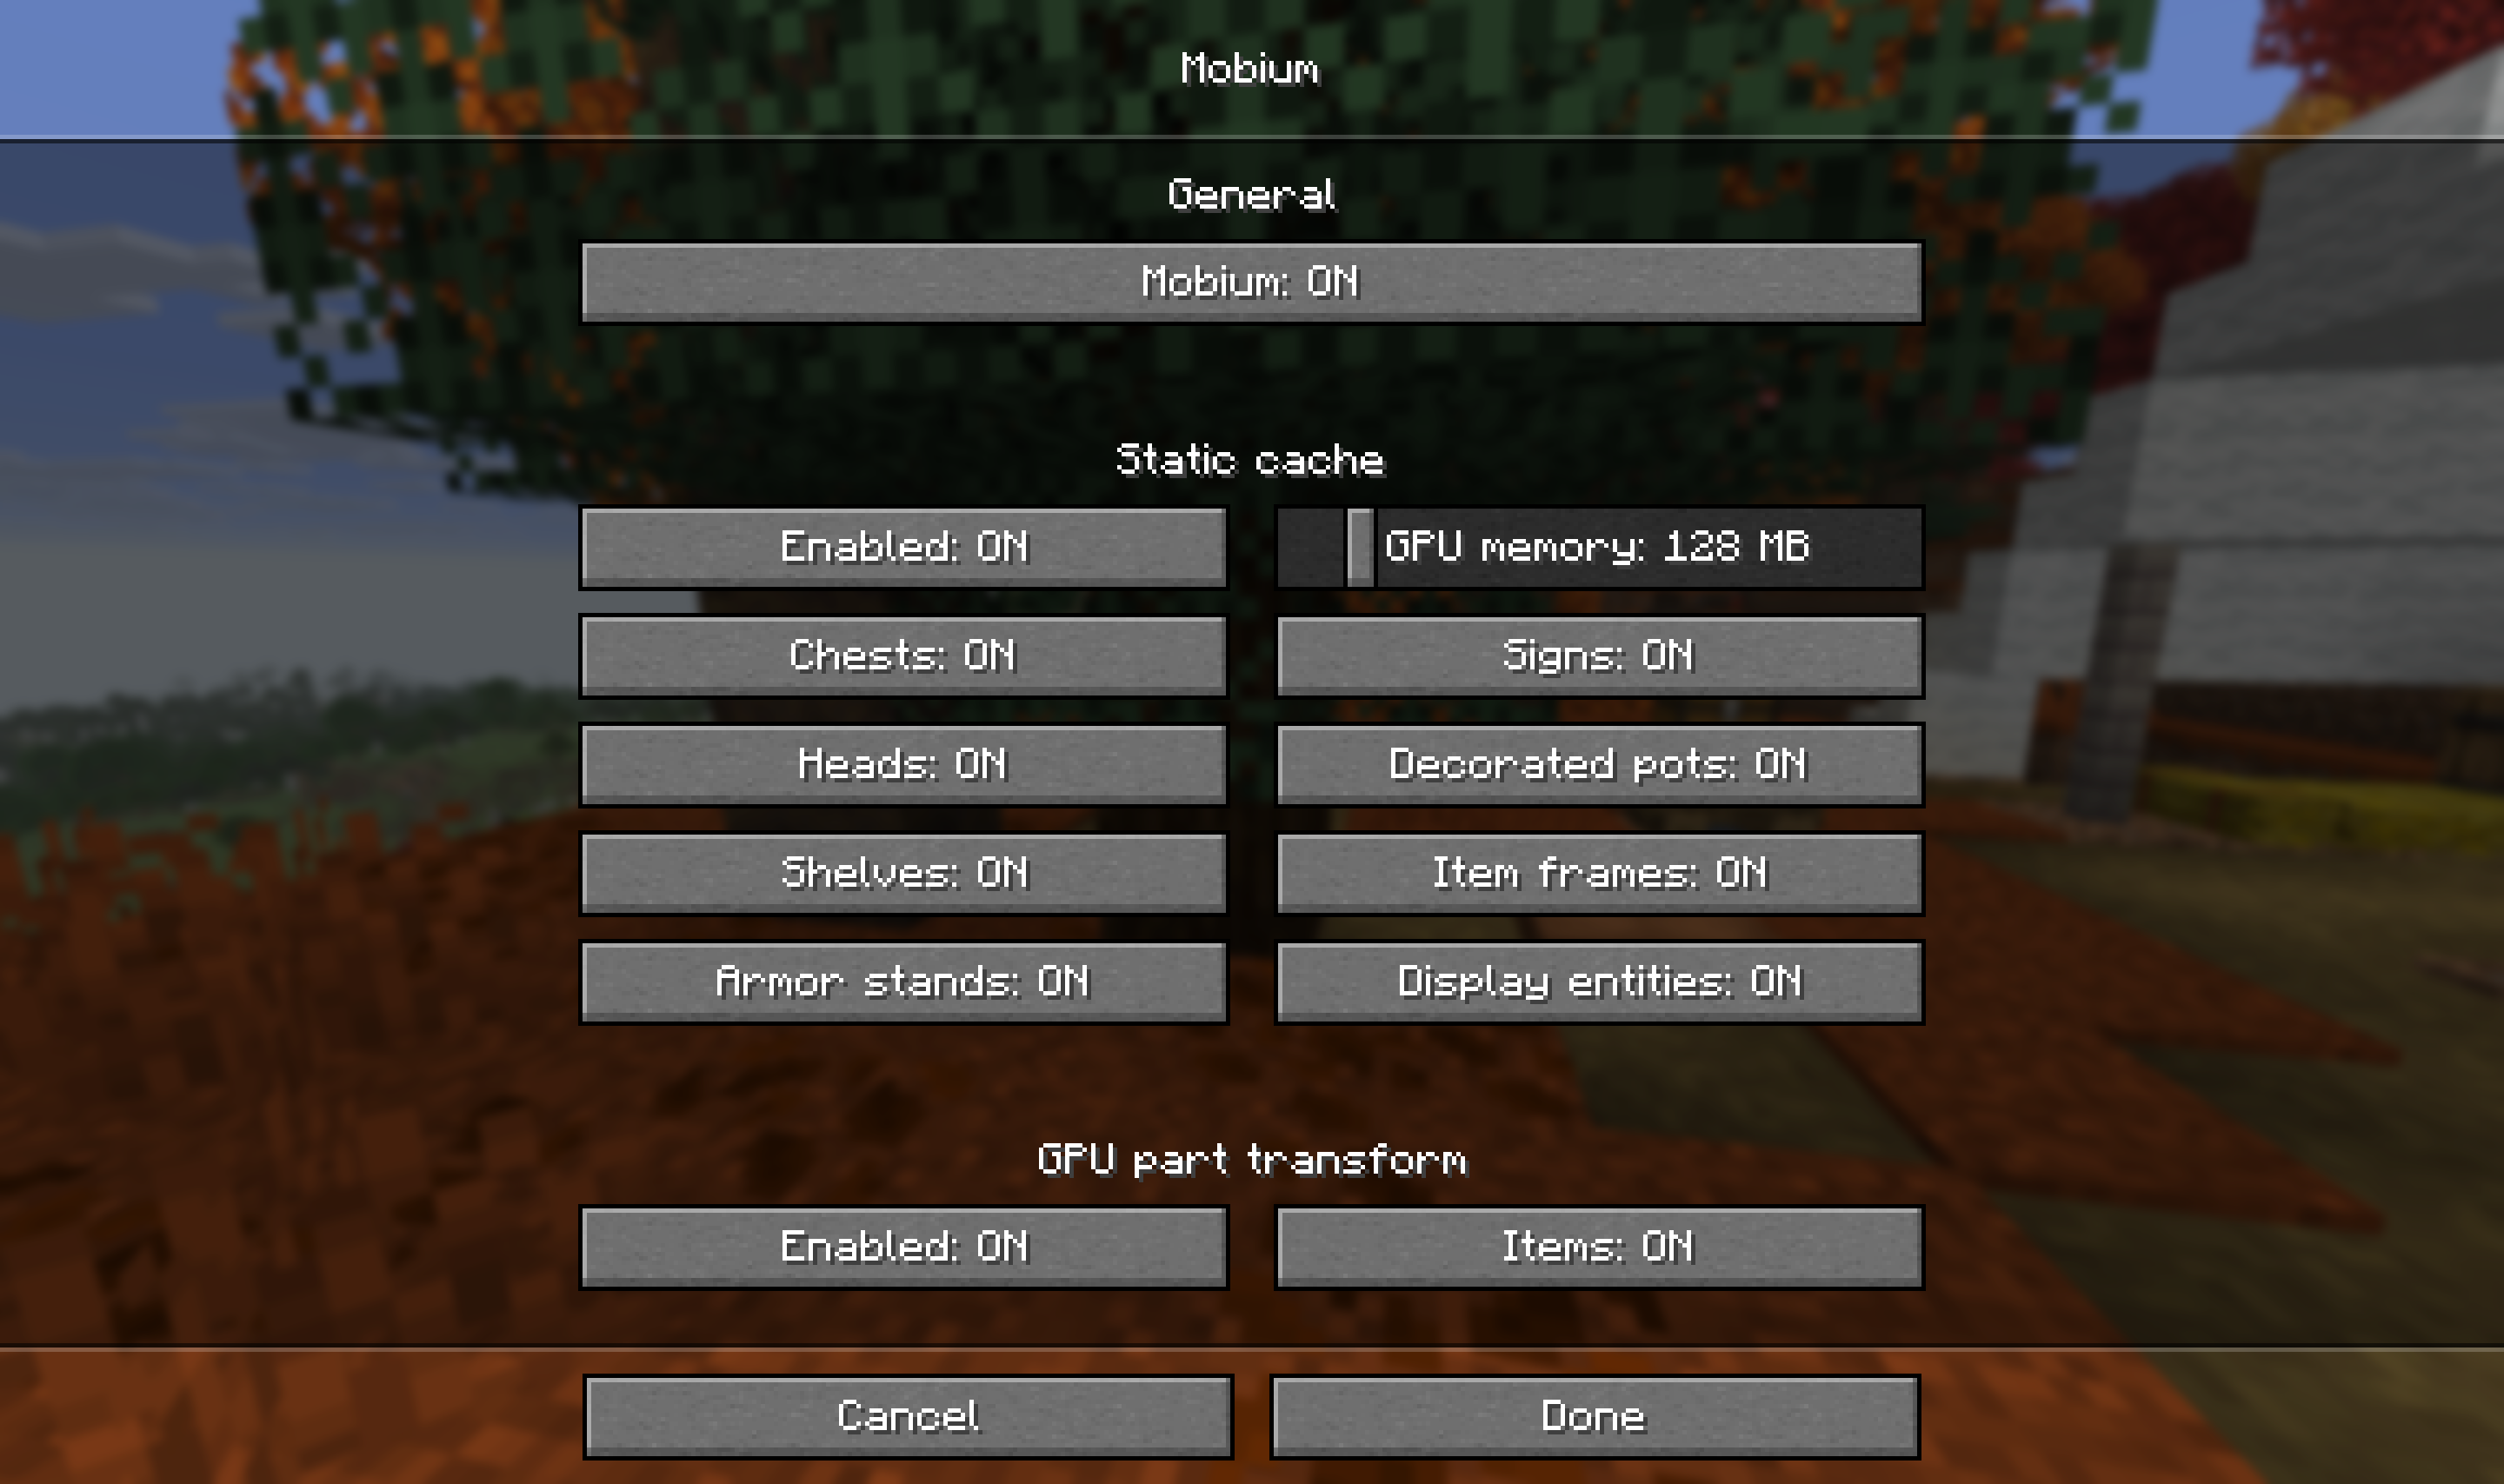 Mobium
General
Mobium: ON
Static cache
Enabled: ON
GPU memory: 128 MB
Chests: ON
Signs: ON
Heads: ON
Decorated pots: ON
Shelves: ON
Item frames: ON
Armor stands: ON
Display entities: ON
GPU part transform
Enabled: ON
Items: ON
Cancel
Done